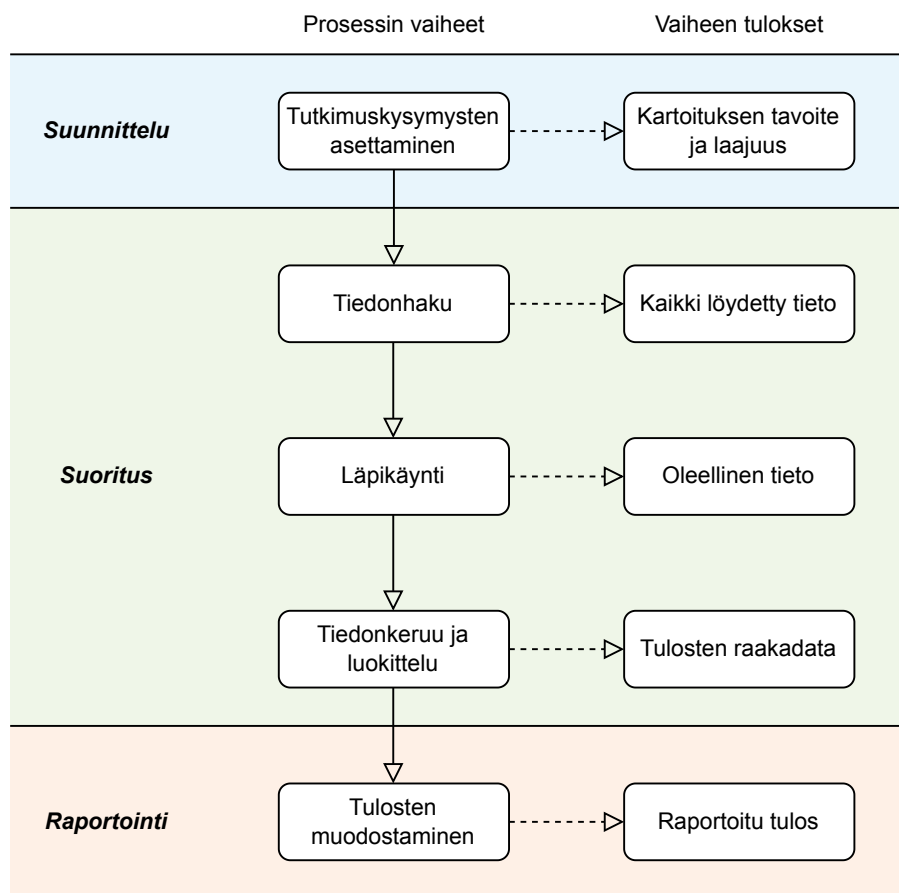 Prosessin vaiheet
Vaiheen tulokset
Suunnittelu
Tutkimuskysymysten
asettaminen
Kartoituksen tavoite
ja laajuus
Tiedonhaku
Kaikki löydetty tieto
Suoritus
Läpikäynti
Oleellinen tieto
Tiedonkeruu ja
luokittelu
Tulosten raakadata
Raportointi
Tulosten
muodostaminen
Raportoitu tulos